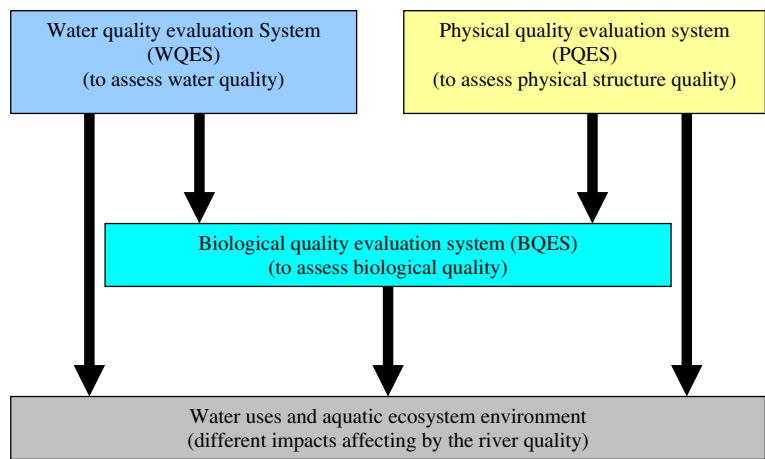 Water quality evaluation System
(WQES)
(to assess water quality)
Physical quality evaluation system
(PQES)
(to assess physical structure quality)
Biological quality evaluation system (BQES)
(to assess biological quality)
Water uses and aquatic ecosystem environment
(different impacts affecting by the river quality)